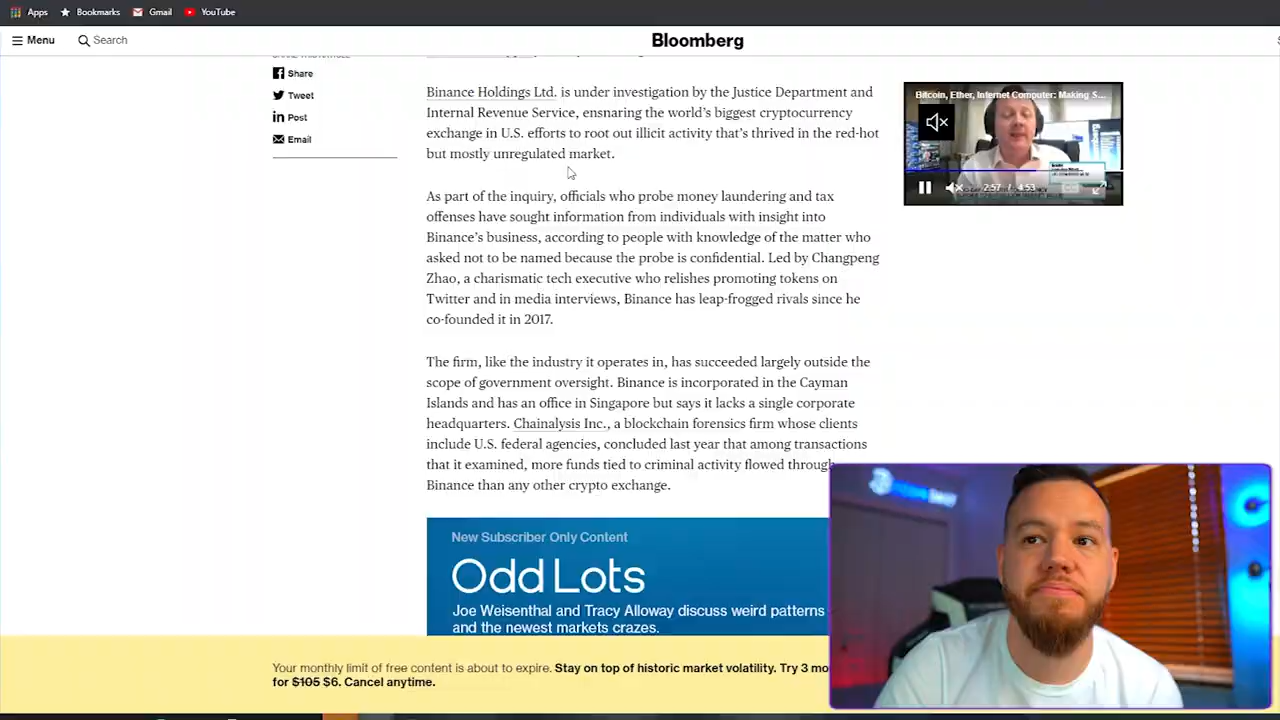 Apps Bookmarks Gmail YouTube
Menu Search Bloomberg
Share
Tweet
Post
Email
Binance Holdings Ltd. is under investigation by the Justice Department and
Internal Revenue Service, ensnaring the world's biggest cryptocurrency
exchange in U.S. efforts to root out illicit activity that's thrived in the red-hot
but mostly unregulated market.
As part of the inquiry, officials who probe money laundering and tax
offenses have sought information from individuals with insight into
Binance's business, according to people with knowledge of the matter who
asked not to be named because the probe is confidential. Led by Changpeng
Zhao, a charismatic tech executive who relishes promoting tokens on
Twitter and in media interviews, Binance has leap-frogged rivals since he
co-founded it in 2017.
The firm, like the industry it operates in, has succeeded largely outside the
scope of government oversight. Binance is incorporated in the Cayman
Islands and has an office in Singapore but says it lacks a single corporate
headquarters. Chainalysis Inc., a blockchain forensics firm whose clients
include U.S. federal agencies, concluded last year that among transactions
that it examined, more funds tied to criminal activity flowed through
Binance than any other crypto exchange.
Bitcoin, Ether, Internet Computer: Making S...
2:57 / 4:53
New Subscriber Only Content
Odd Lots
Joe Weisenthal and Tracy Alloway discuss weird patterns
and the newest markets crazes.
Your monthly limit of free content is about to expire. Stay on top of historic market volatility. Try 3 mo
for $105 $6. Cancel anytime.